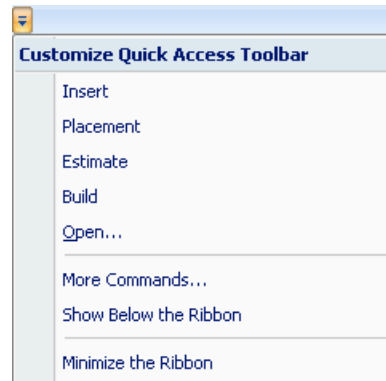 Customize Quick Access Toolbar
Insert
Placement
Estimate
Build
Open...
More Commands...
Show Below the Ribbon
Minimize the Ribbon